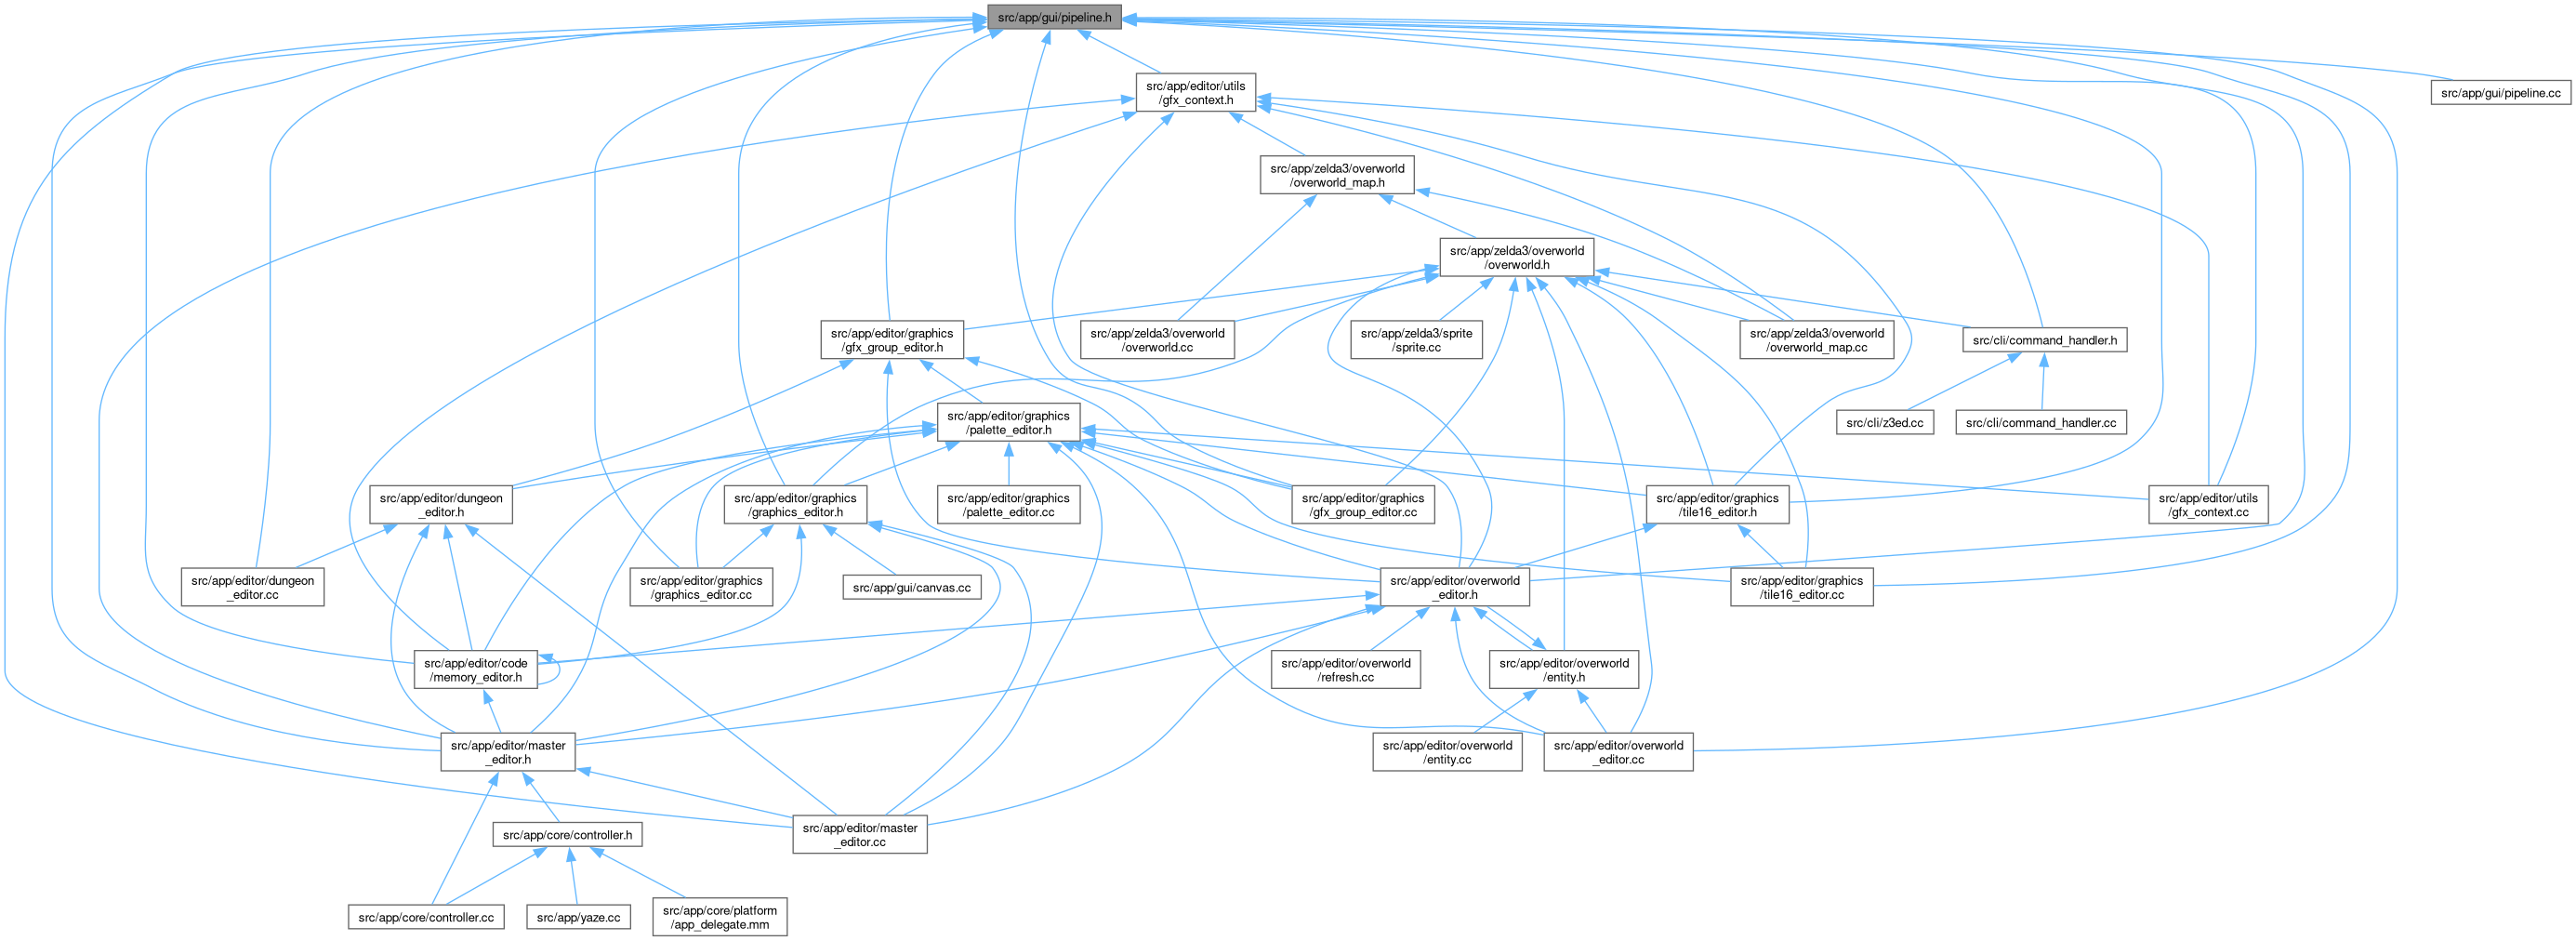 src/app/gui/pipeline.h
src/app/editor/utils
/gfx_context.h
src/app/gui/pipeline.cc
src/app/zelda3/overworld
/overworld_map.h
src/app/zelda3/overworld
/overworld.h
src/app/editor/graphics
/gfx_group_editor.h
src/app/zelda3/overworld
/overworld.cc
src/app/zelda3/sprite
/sprite.cc
src/app/zelda3/overworld
/overworld_map.cc
src/cli/command_handler.h
src/app/editor/graphics
/palette_editor.h
src/cli/z3ed.cc
src/cli/command_handler.cc
src/app/editor/dungeon
_editor.h
src/app/editor/graphics
/graphics_editor.h
src/app/editor/graphics
/palette_editor.cc
src/app/editor/graphics
/gfx_group_editor.cc
src/app/editor/graphics
/tile16_editor.h
src/app/editor/utils
/gfx_context.cc
src/app/editor/dungeon
_editor.cc
src/app/editor/graphics
/graphics_editor.cc
src/app/gui/canvas.cc
src/app/editor/overworld
_editor.h
src/app/editor/graphics
/tile16_editor.cc
src/app/editor/code
/memory_editor.h
src/app/editor/overworld
/refresh.cc
src/app/editor/overworld
/entity.h
src/app/editor/master
_editor.h
src/app/editor/overworld
/entity.cc
src/app/editor/overworld
_editor.cc
src/app/core/controller.h
src/app/editor/master
_editor.cc
src/app/core/controller.cc
src/app/yaze.cc
src/app/core/platform
/app_delegate.mm